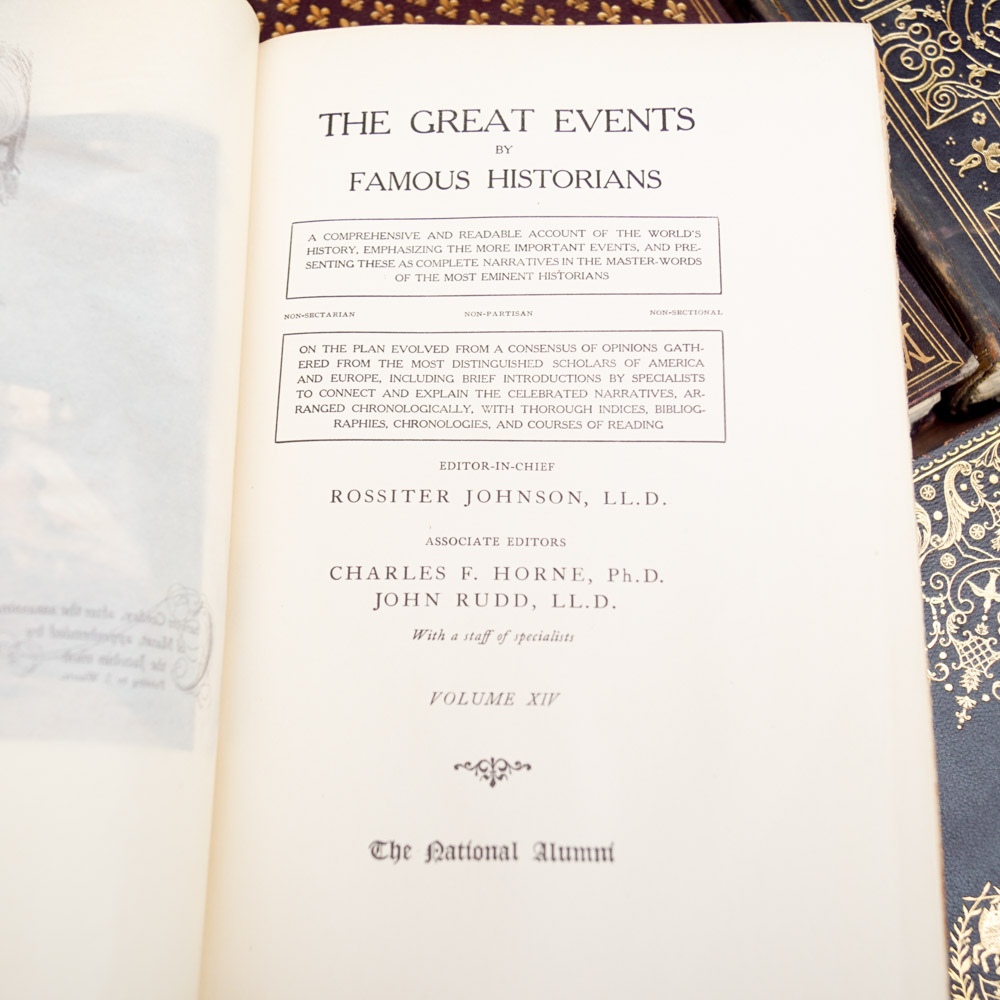 THE GREAT EVENTS
BY
FAMOUS HISTORIANS
A COMPREHENSIVE AND READABLE ACCOUNT OF THE WORLD'S
HISTORY, EMPHASIZING THE MORE IMPORTANT EVENTS, AND PRE-
SENTING THESE AS COMPLETE NARRATIVES IN THE MASTER-WORDS
OF THE MOST EMINENT HISTORIANS
NON-SECTARIAN NON-PARTISAN NON-SECTIONAL
ON THE PLAN EVOLVED FROM A CONSENSUS OF OPINIONS GATH-
ERED FROM THE MOST DISTINGUISHED SCHOLARS OF AMERICA
AND EUROPE, INCLUDING BRIEF INTRODUCTIONS BY SPECIALISTS
TO CONNECT AND EXPLAIN THE CELEBRATED NARRATIVES, AR-
RANGED CHRONOLOGICALLY, WITH THOROUGH INDICES, BIBLIOG-
RAPHIES, CHRONOLOGIES, AND COURSES OF READING
EDITOR-IN-CHIEF
ROSSITER JOHNSON, LL.D.
ASSOCIATE EDITORS
CHARLES F. HORNE, Ph.D.
JOHN RUDD, LL.D.
With a staff of specialists
VOLUME XIV
The National Alumni